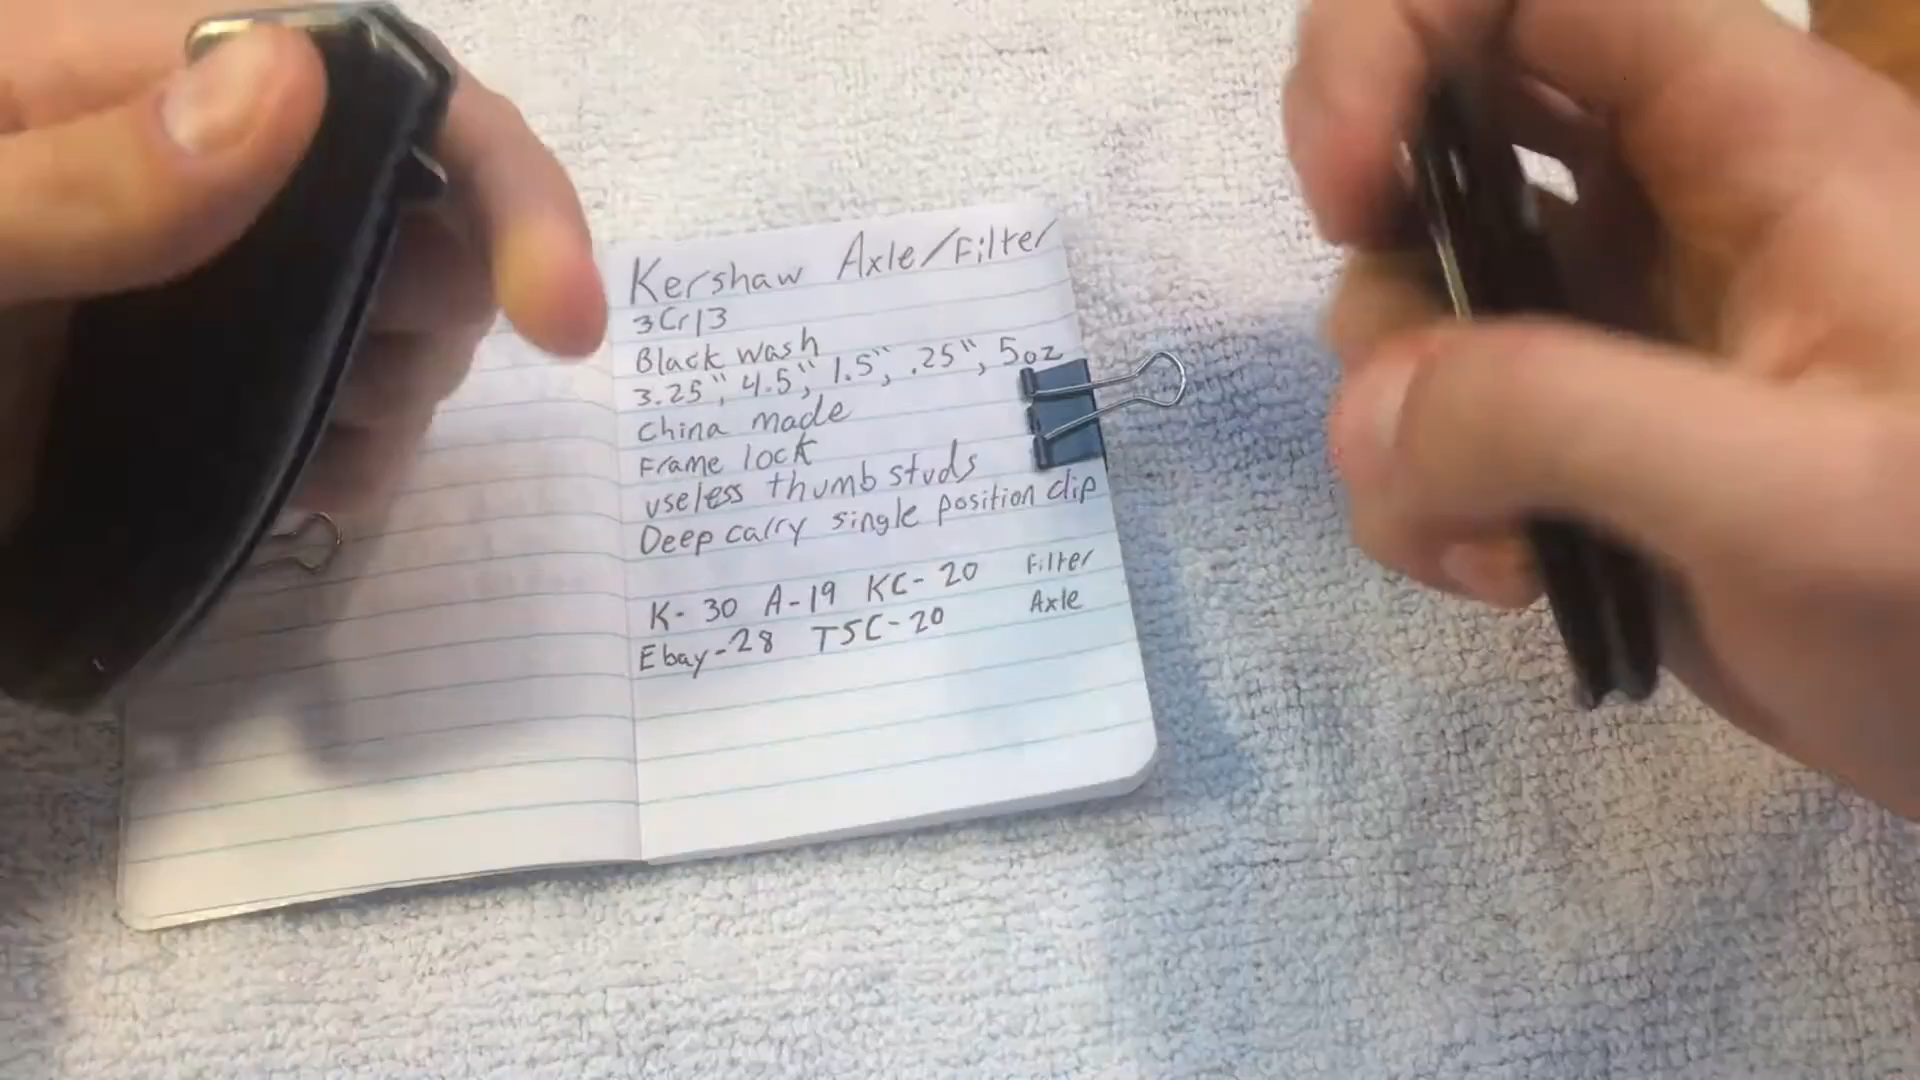 Kershaw Axle/Filter
3Cr13
Black wash
3.25", 4.5", 1.5", .25", 5oz
China made
Frame lock
useless thumb studs
Deep carry single position clip
K- 30 A-19 KC- 20 Filter
Ebay-28 TSC-20 Axle